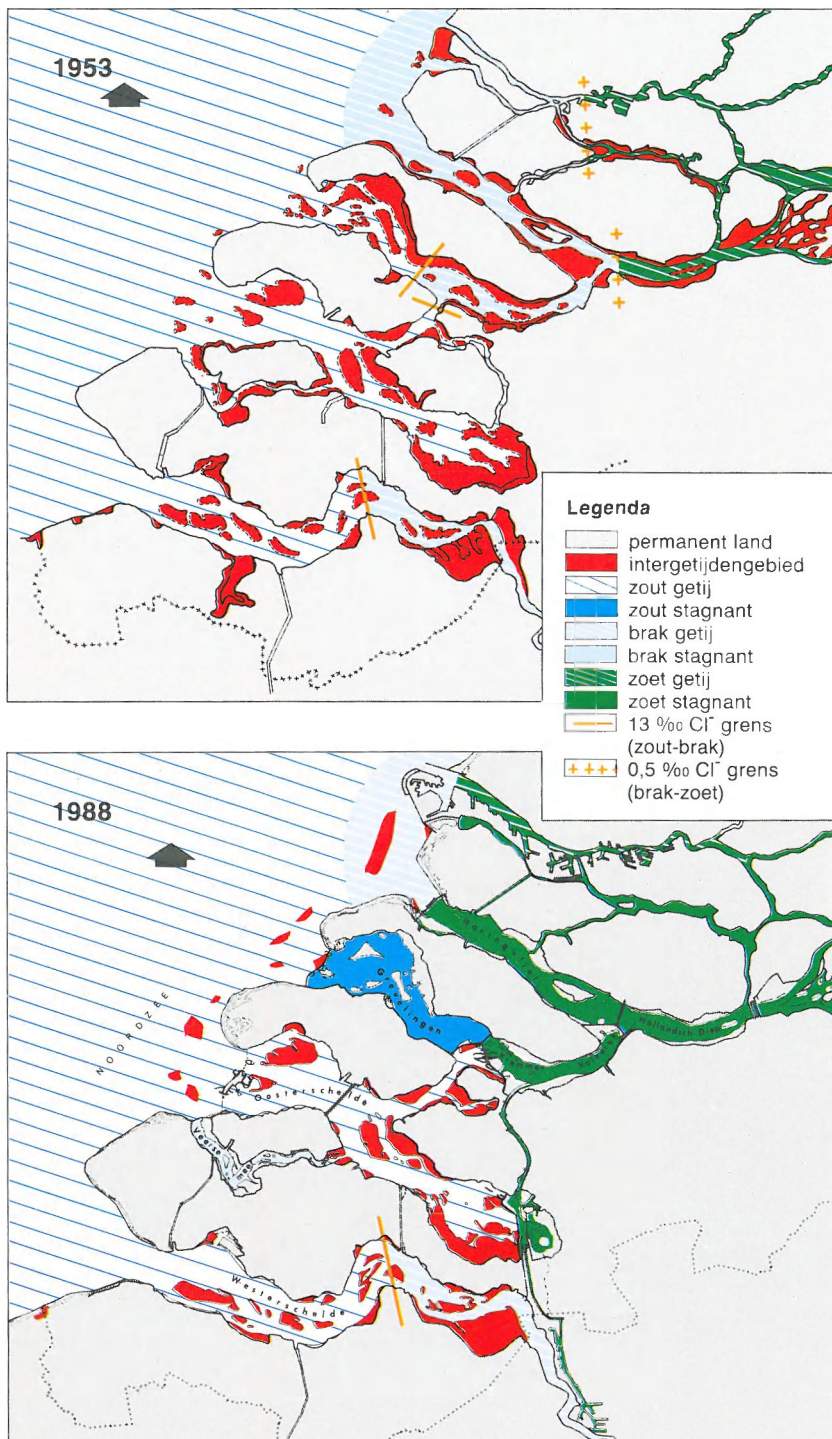 1953
Legenda
permanent land
intergetijdengebied
zout getij
zout stagnant
brak getij
brak stagnant
zoet getij
zoet stagnant
13 ‰ Cl⁻ grens
(zout-brak)
0,5 ‰ Cl⁻ grens
(brak-zoet)
1988
NOORDZEE
Haringvliet
Grevelingen
Hollandsch Diep
Oosterschelde
Westerschelde